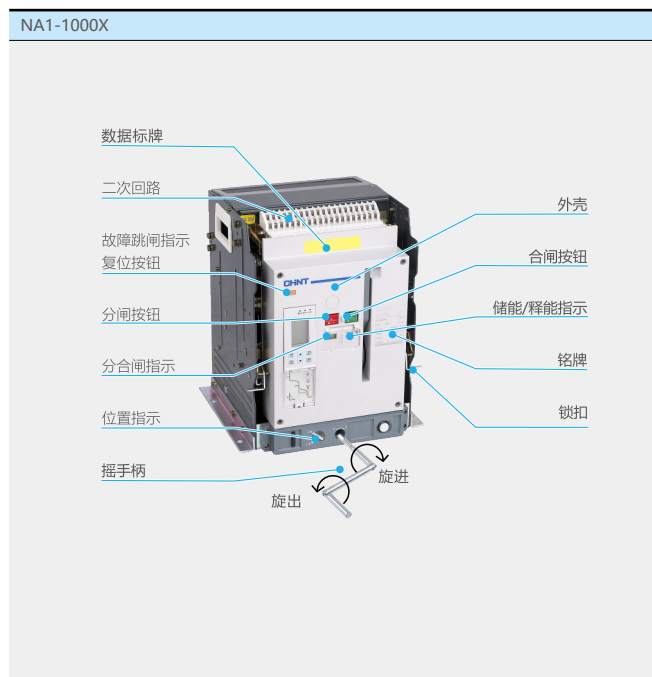 NA1-1000X
数据标牌
二次回路
故障跳闸指示
复位按钮
分闸按钮
分合闸指示
位置指示
摇手柄
外壳
合闸按钮
储能/释能指示
铭牌
锁扣
CHNT
旋进
旋出